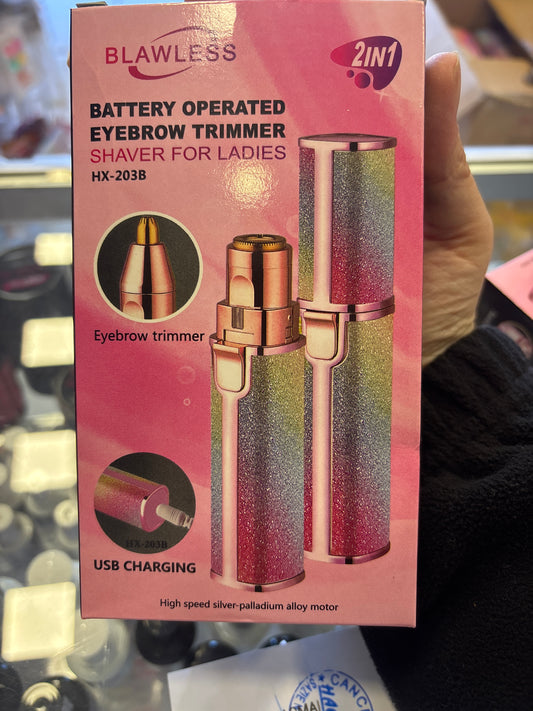 BLAWLESS
2IN1
BATTERY OPERATED
EYEBROW TRIMMER
SHAVER FOR LADIES
HX-203B
Eyebrow trimmer
HX-203B
USB CHARGING
High speed silver-palladium alloy motor
CANC